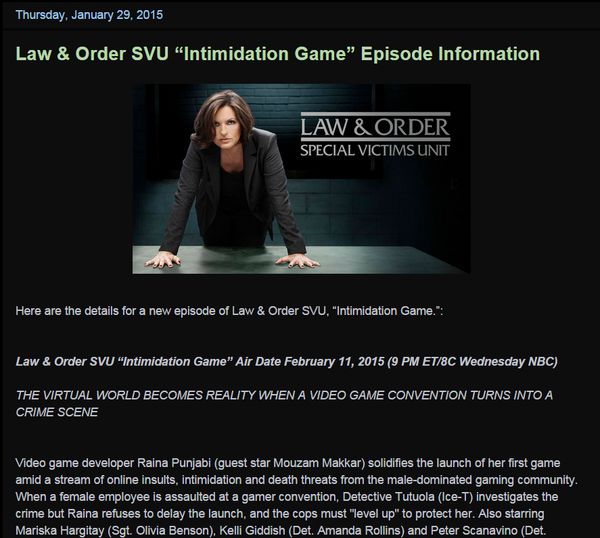 Thursday, January 29, 2015
Law & Order SVU “Intimidation Game” Episode Information
LAW & ORDER
SPECIAL VICTIMS UNIT
Here are the details for a new episode of Law & Order SVU, “Intimidation Game.”:
Law & Order SVU “Intimidation Game” Air Date February 11, 2015 (9 PM ET/8C Wednesday NBC)
THE VIRTUAL WORLD BECOMES REALITY WHEN A VIDEO GAME CONVENTION TURNS INTO A
CRIME SCENE
Video game developer Raina Punjabi (guest star Mouzam Makkar) solidifies the launch of her first game
amid a stream of online insults, intimidation and death threats from the male-dominated gaming community.
When a female employee is assaulted at a gamer convention, Detective Tutuola (Ice-T) investigates the
crime but Raina refuses to delay the launch, and the cops must "level up" to protect her. Also starring
Mariska Hargitay (Sgt. Olivia Benson), Kelli Giddish (Det. Amanda Rollins) and Peter Scanavino (Det.